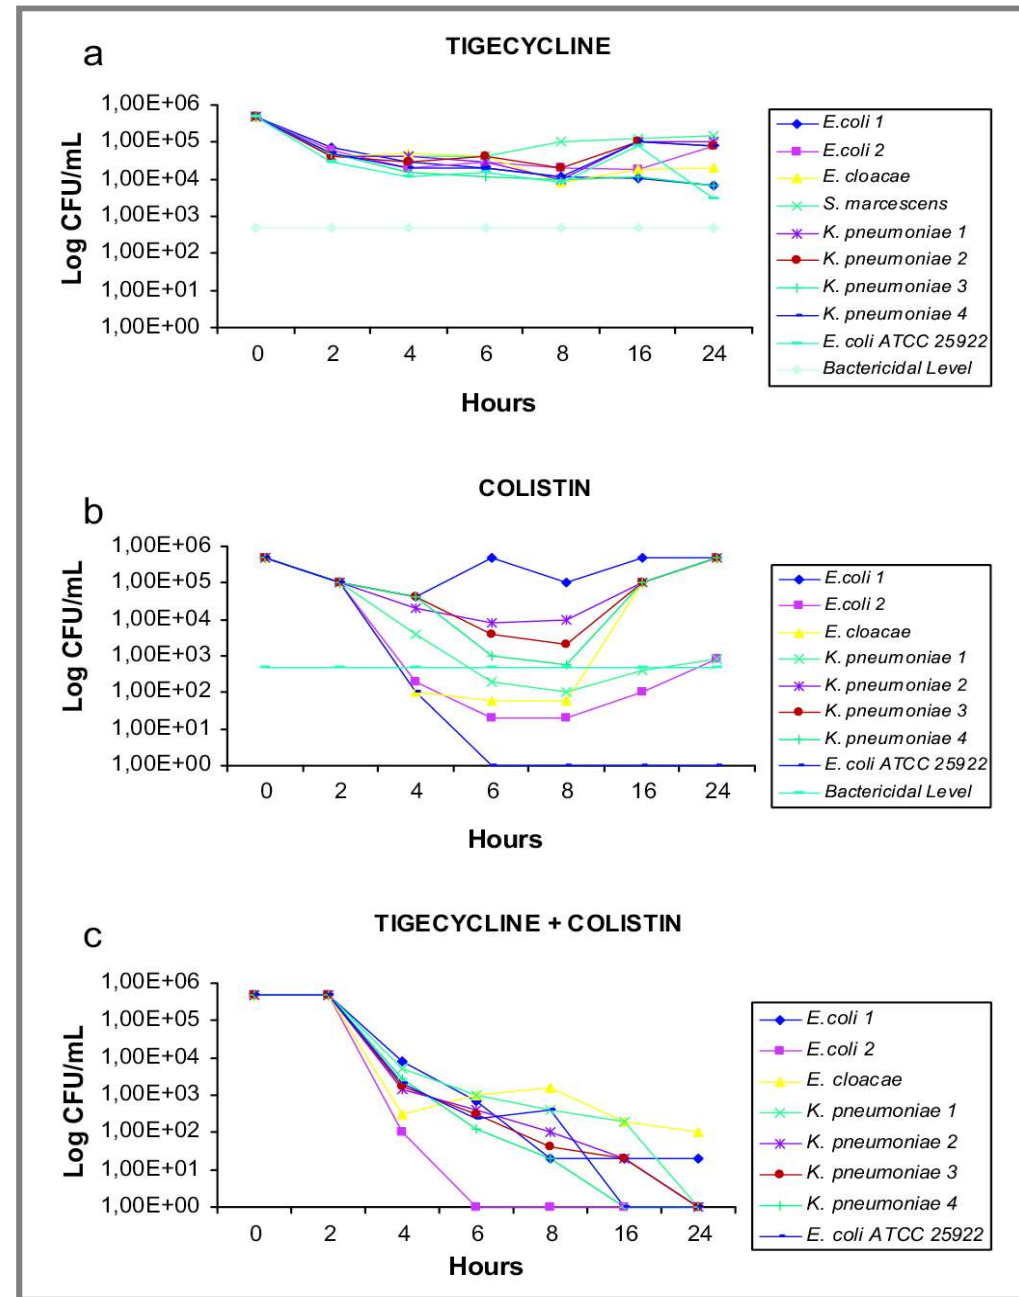 a
TIGECYCLINE
Log CFU/mL
1,00E+06
1,00E+05
1,00E+04
1,00E+03
1,00E+02
1,00E+01
1,00E+00
0 2 4 6 8 16 24
Hours
E.coli 1
E.coli 2
E. cloacae
S. marcescens
K. pneumoniae 1
K. pneumoniae 2
K. pneumoniae 3
K. pneumoniae 4
E. coli ATCC 25922
Bactericidal Level
b
COLISTIN
Log CFU/mL
1,00E+06
1,00E+05
1,00E+04
1,00E+03
1,00E+02
1,00E+01
1,00E+00
0 2 4 6 8 16 24
Hours
E.coli 1
E.coli 2
E. cloacae
K. pneumoniae 1
K. pneumoniae 2
K. pneumoniae 3
K. pneumoniae 4
E. coli ATCC 25922
Bactericidal Level
c
TIGECYCLINE + COLISTIN
Log CFU/mL
1,00E+06
1,00E+05
1,00E+04
1,00E+03
1,00E+02
1,00E+01
1,00E+00
0 2 4 6 8 16 24
Hours
E.coli 1
E.coli 2
E. cloacae
K. pneumoniae 1
K. pneumoniae 2
K. pneumoniae 3
K. pneumoniae 4
E. coli ATCC 25922